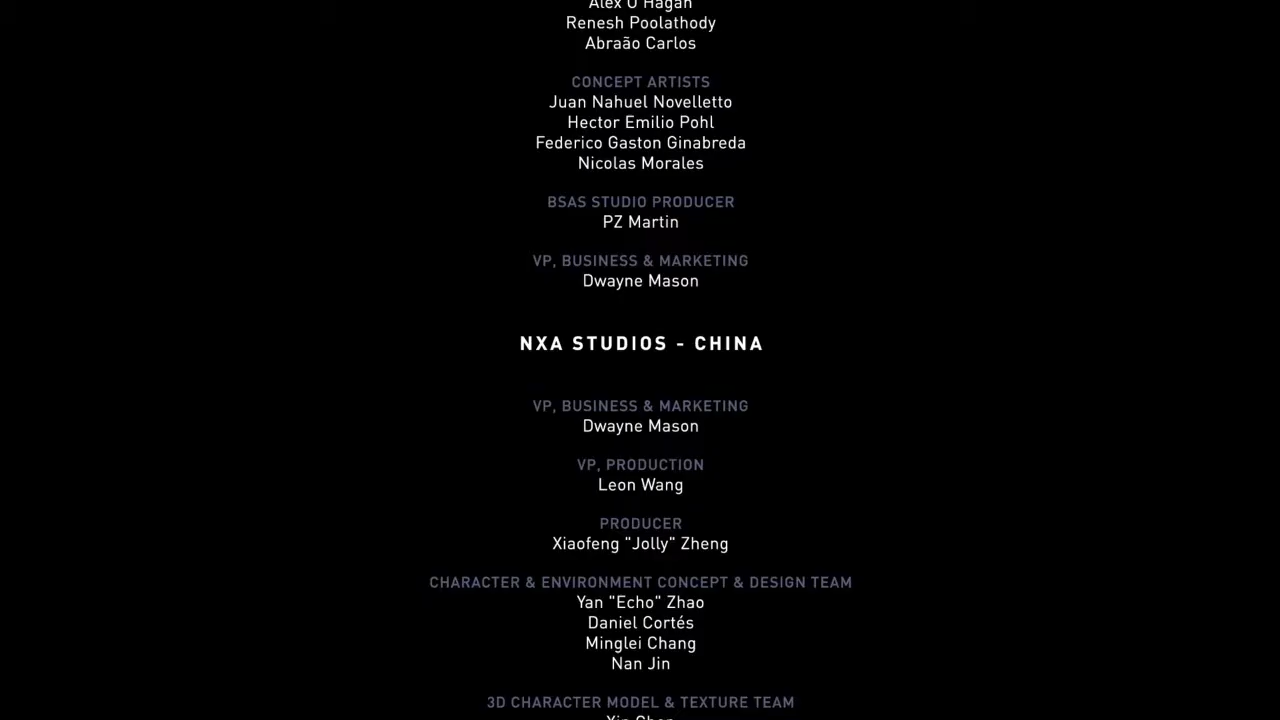 Alex O'Hagan
Renesh Poolathody
Abraão Carlos
CONCEPT ARTISTS
Juan Nahuel Novelletto
Hector Emilio Pohl
Federico Gaston Ginabreda
Nicolas Morales
BSAS STUDIO PRODUCER
PZ Martin
VP, BUSINESS & MARKETING
Dwayne Mason
NXA STUDIOS - CHINA
VP, BUSINESS & MARKETING
Dwayne Mason
VP, PRODUCTION
Leon Wang
PRODUCER
Xiaofeng "Jolly" Zheng
CHARACTER & ENVIRONMENT CONCEPT & DESIGN TEAM
Yan "Echo" Zhao
Daniel Cortés
Minglei Chang
Nan Jin
3D CHARACTER MODEL & TEXTURE TEAM